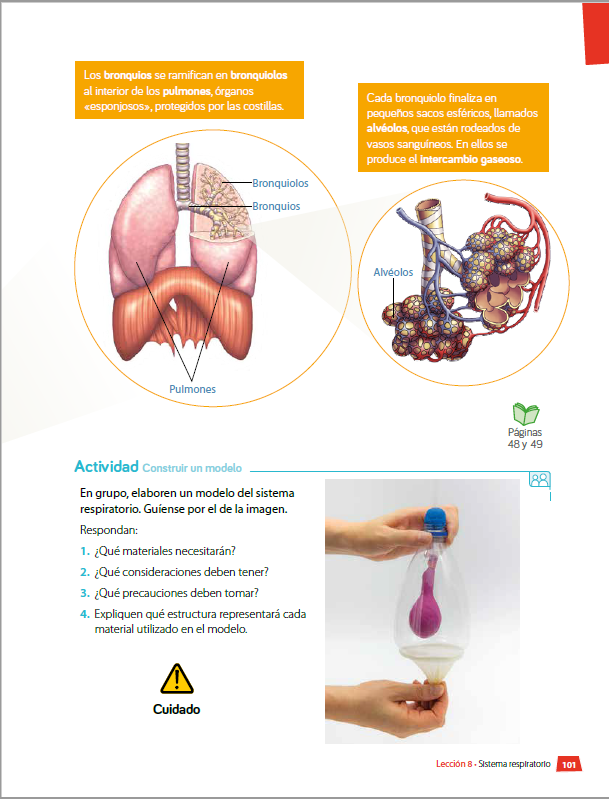 Los bronquios se ramifican en bronquiolos
al interior de los pulmones, órganos
«esponjosos», protegidos por las costillas.
Cada bronquiolo finaliza en
pequeños sacos esféricos, llamados
alvéolos, que están rodeados de
vasos sanguíneos. En ellos se
produce el intercambio gaseoso.
Bronquiolos
Bronquios
Pulmones
Alvéolos
Páginas
48 y 49
Actividad Construir un modelo
En grupo, elaboren un modelo del sistema
respiratorio. Guíense por el de la imagen.
Respondan:
1. ¿Qué materiales necesitarán?
2. ¿Qué consideraciones deben tener?
3. ¿Qué precauciones deben tomar?
4. Expliquen qué estructura representará cada
material utilizado en el modelo.
Cuidado
Lección 8 • Sistema respiratorio 101